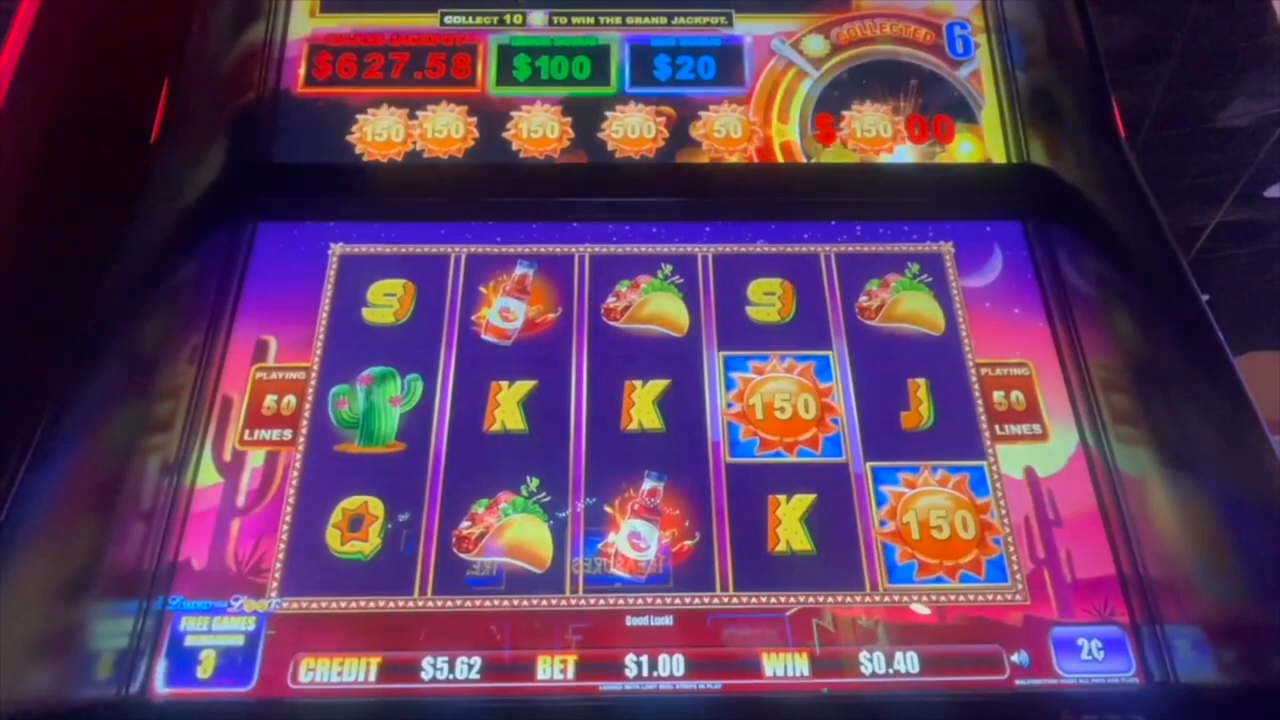 COLLECT 10 TO WIN THE GRAND JACKPOT.
COLLECTED 6
MAJOR JACKPOT
$627.58
$100
$20
150 150 150 500 50
$ 150 00
S S
PLAYING 50 LINES
K K 150 J
PLAYING 50 LINES
Q K 150
Good Luck!
FREE GAMES
3
CREDIT $5.62 BET $1.00 WIN $0.40
2¢